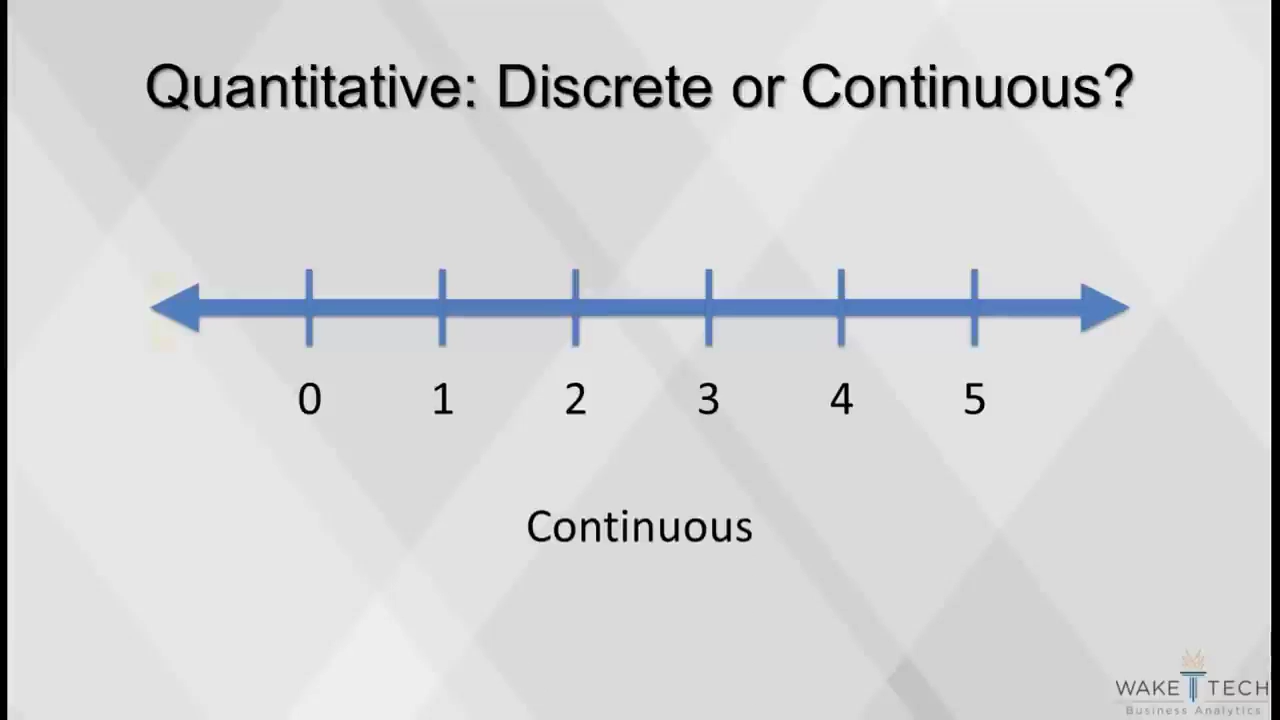 Quantitative: Discrete or Continuous?
0 1 2 3 4 5
Continuous
WAKE TECH
Business Analytics